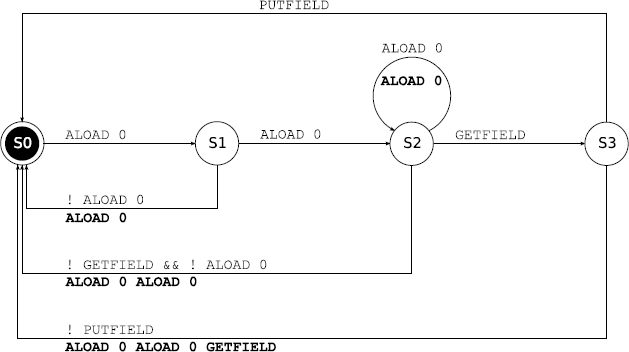 PUTFIELD
ALOAD 0
ALOAD 0
S0
ALOAD 0
S1
ALOAD 0
S2
GETFIELD
S3
! ALOAD 0
ALOAD 0
! GETFIELD && ! ALOAD 0
ALOAD 0 ALOAD 0
! PUTFIELD
ALOAD 0 ALOAD 0 GETFIELD